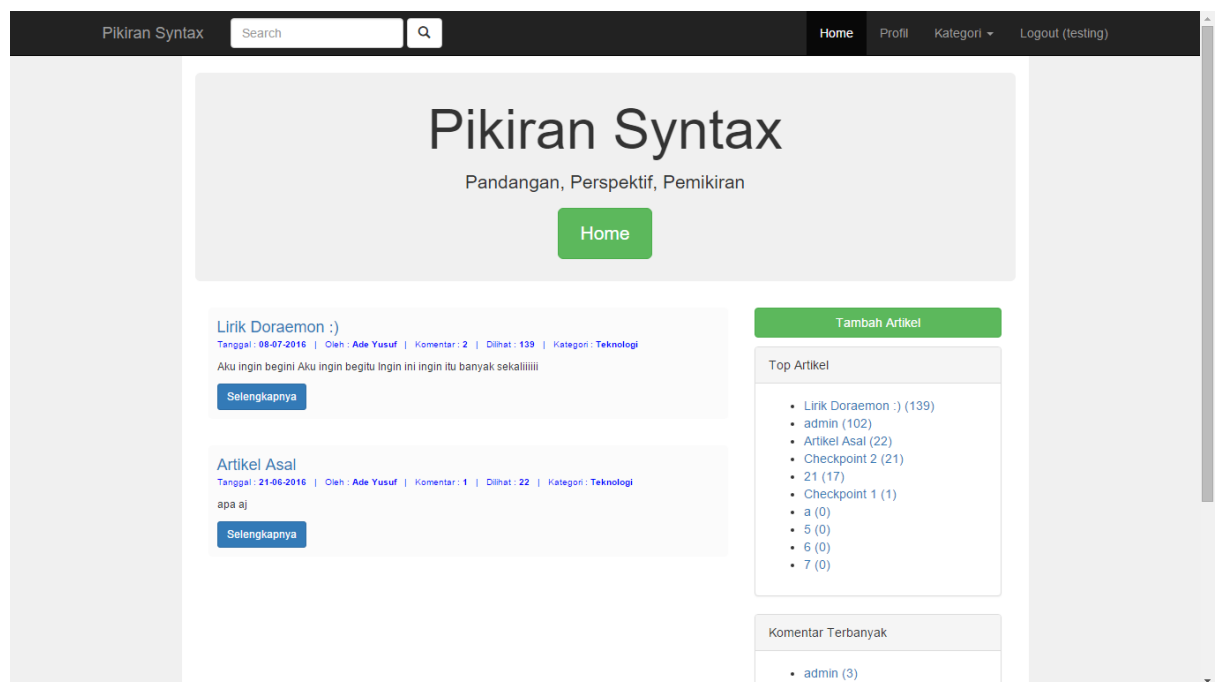 Pikiran Syntax Search Home Profil Kategori Logout (testing)
Pikiran Syntax
Pandangan, Perspektif, Pemikiran
Home
Lirik Doraemon :)
Tanggal : 08-07-2016 | Oleh : Ade Yusuf | Komentar : 2 | Dilihat : 139 | Kategori : Teknologi
Aku ingin begini Aku ingin begitu Ingin ini ingin itu banyak sekaliiiiii
Selengkapnya
Artikel Asal
Tanggal : 21-06-2016 | Oleh : Ade Yusuf | Komentar : 1 | Dilihat : 22 | Kategori : Teknologi
apa aj
Selengkapnya
Tambah Artikel
Top Artikel
Lirik Doraemon :) (139)
admin (102)
Artikel Asal (22)
Checkpoint 2 (21)
21 (17)
Checkpoint 1 (1)
a (0)
5 (0)
6 (0)
7 (0)
Komentar Terbanyak
admin (3)